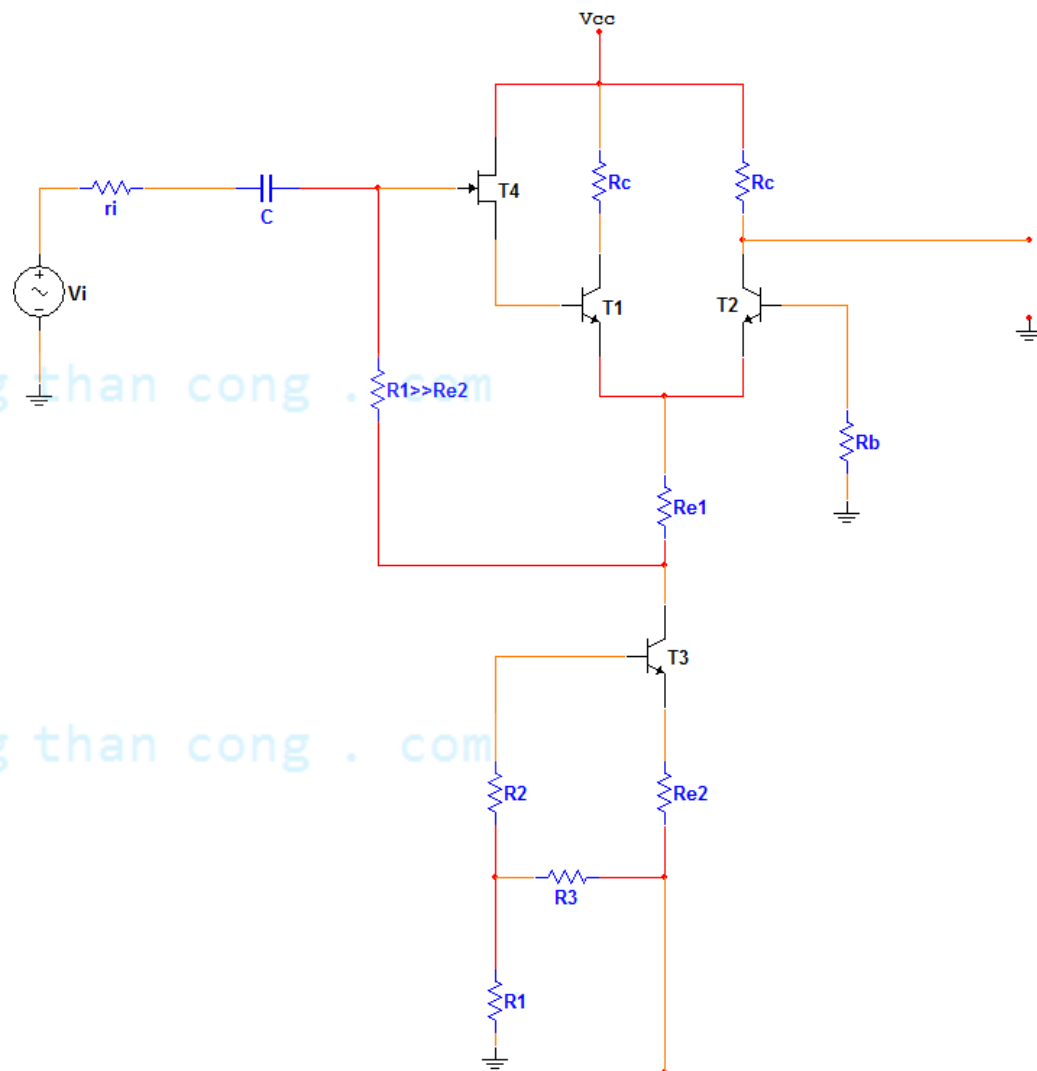 Vcc
T4
Rc
Rc
ri
C
Vi
T1
T2
g than cong . com
R1>>Re2
Rb
Re1
T3
g than cong . com
R2
Re2
R3
R1